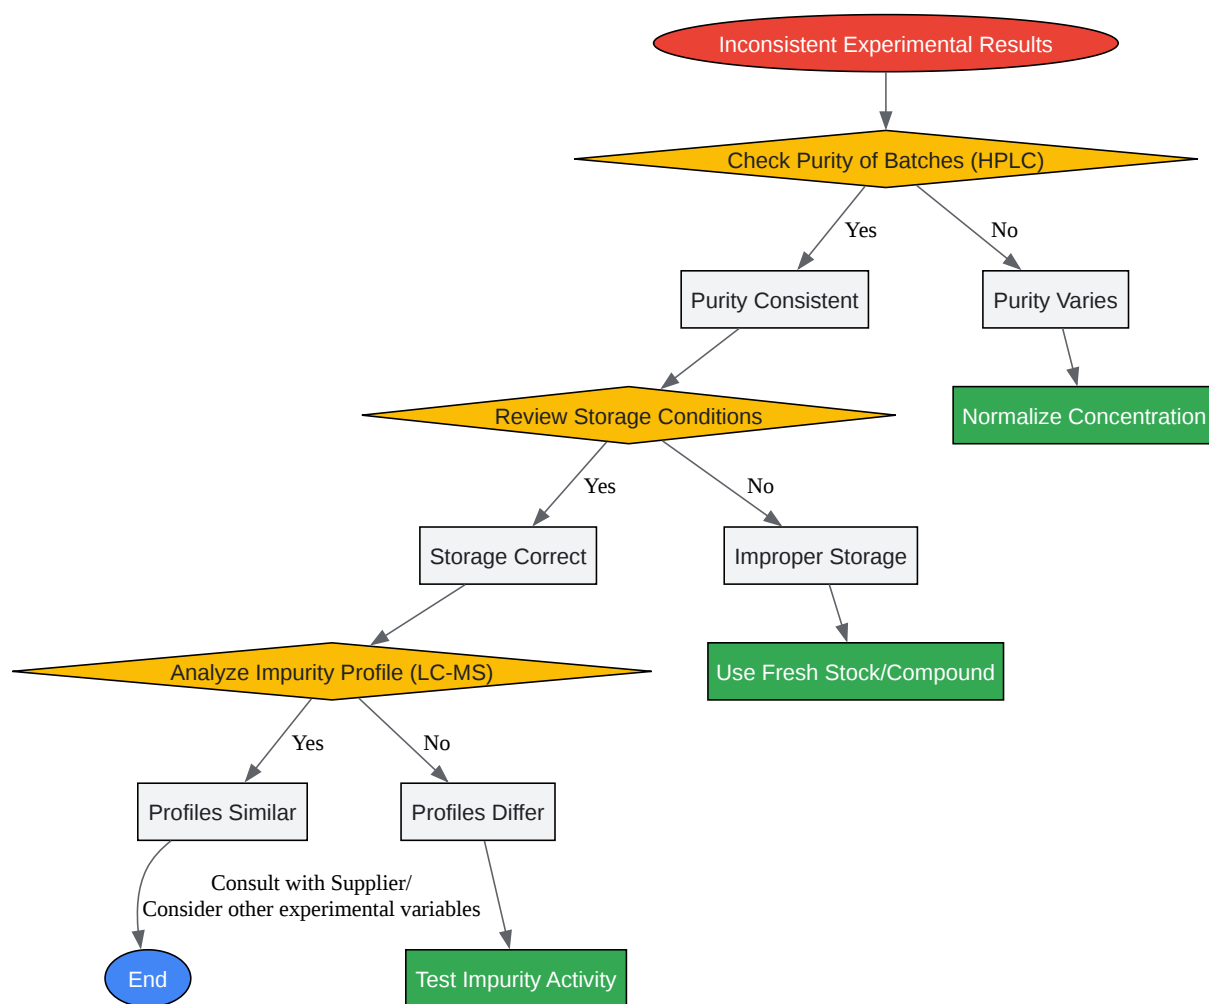 Inconsistent Experimental Results
Check Purity of Batches (HPLC)
Yes
No
Purity Consistent
Purity Varies
Review Storage Conditions
Normalize Concentration
Yes
No
Storage Correct
Improper Storage
Analyze Impurity Profile (LC-MS)
Use Fresh Stock/Compound
Yes
No
Profiles Similar
Profiles Differ
Consult with Supplier/
Consider other experimental variables
End
Test Impurity Activity